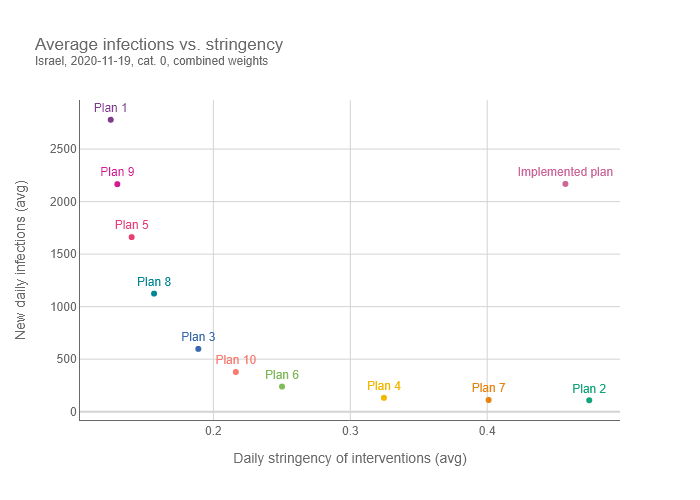 Average infections vs. stringency
Israel, 2020-11-19, cat. 0, combined weights
Plan 1
Plan 9
Implemented plan
Plan 5
Plan 8
Plan 3
Plan 10
Plan 6
Plan 4
Plan 7
Plan 2
2500
2000
1500
1000
500
0
New daily infections (avg)
0.2
0.3
0.4
Daily stringency of interventions (avg)